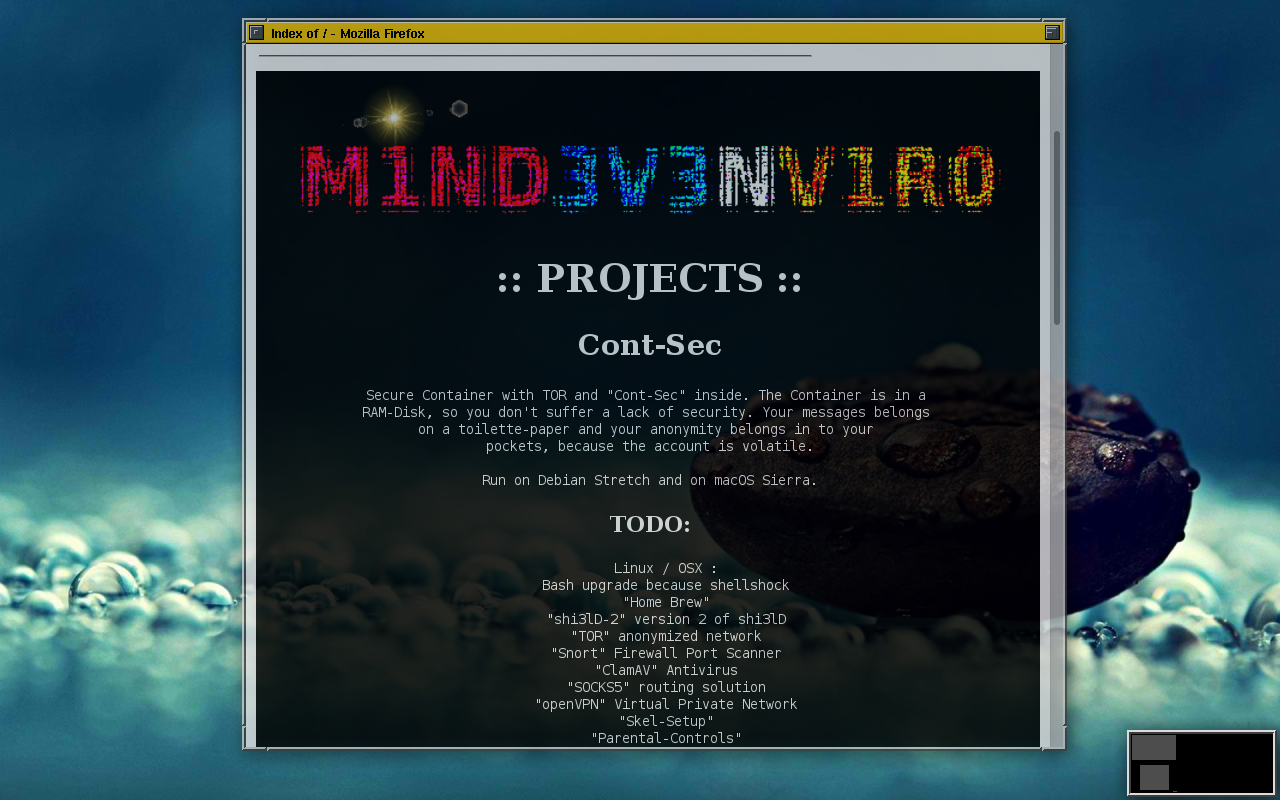 Index of / - Mozilla Firefox
M1ND3V3NV1R0
:: PROJECTS ::
Cont-Sec
Secure Container with TOR and "Cont-Sec" inside. The Container is in a
RAM-Disk, so you don't suffer a lack of security. Your messages belongs
on a toilette-paper and your anonymity belongs in to your
pockets, because the account is volatile.
Run on Debian Stretch and on macOS Sierra.
TODO:
Linux / OSX :
Bash upgrade because shellshock
"Home Brew"
"shi3lD-2" version 2 of shi3lD
"TOR" anonymized network
"Snort" Firewall Port Scanner
"ClamAV" Antivirus
"SOCKS5" routing solution
"openVPN" Virtual Private Network
"Skel-Setup"
"Parental-Controls"